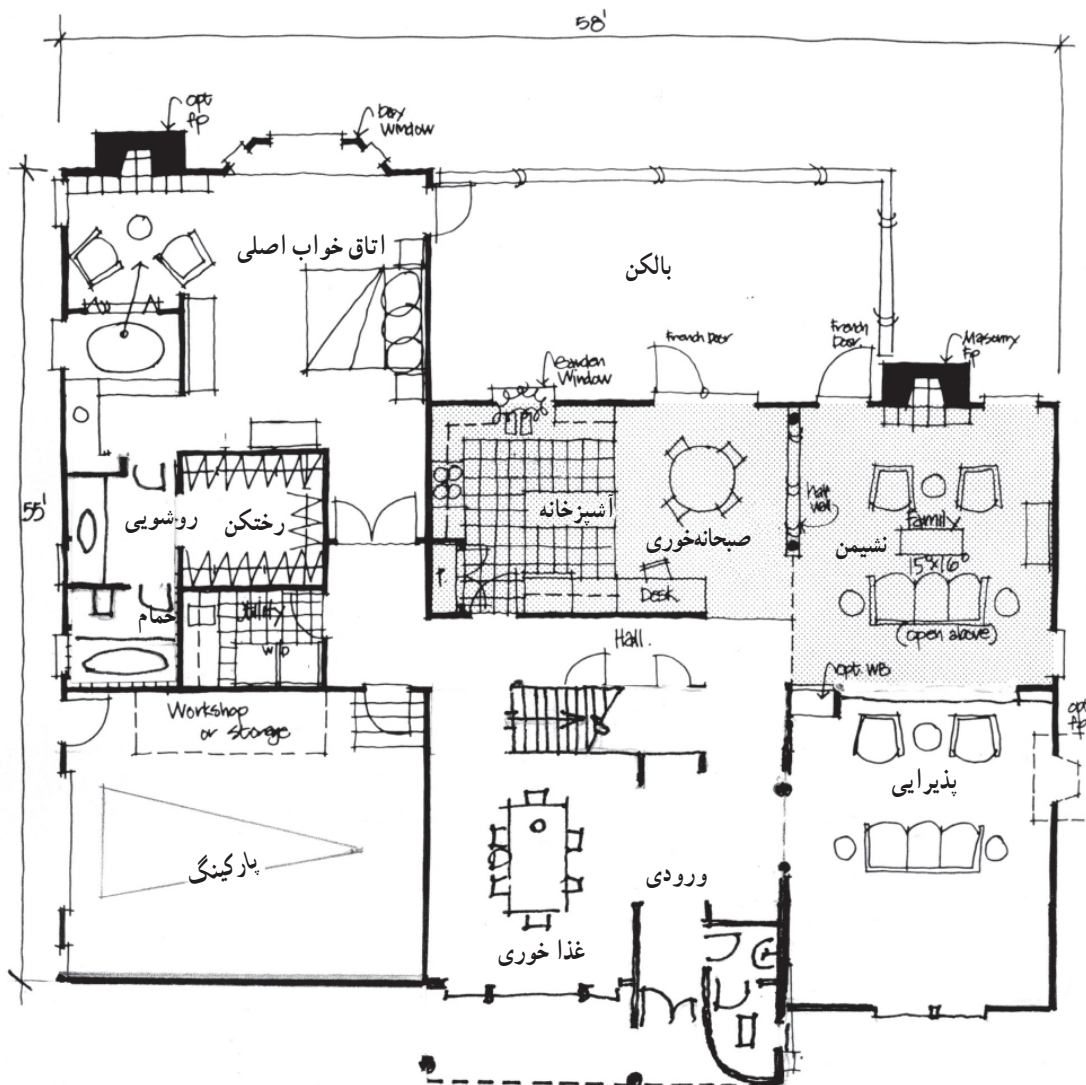 58'
opt
fp
bay
window
اتاق خواب اصلی
بالکن
French Door
French
Door
Masonry
fp
Garden
Window
55'
روشویی
رختکن
آشپزخانه
صبحانه‌خوری
half
wall
Family
نشیمن
15⁰x16⁰
حمام
Utility
w/D
P.
Desk
(open above)
Hall.
opt. WB
Workshop
or storage
opt
fp
پذیرایی
پارکینگ
ورودی
غذا خوری